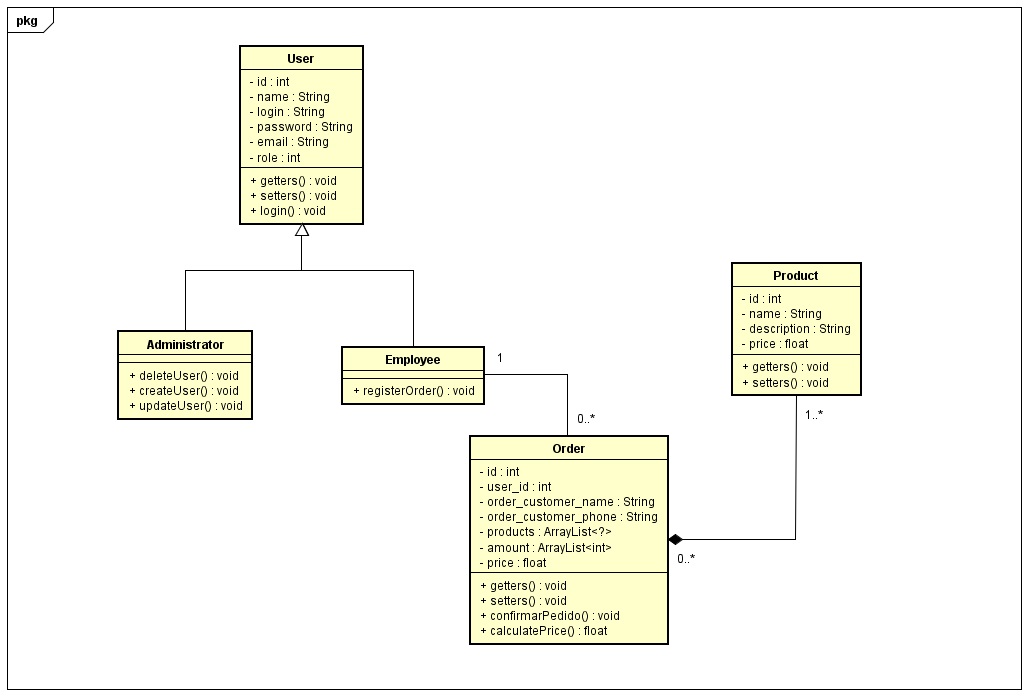 pkg
User
- id : int
- name : String
- login : String
- password : String
- email : String
- role : int
+ getters() : void
+ setters() : void
+ login() : void
Administrator
+ deleteUser() : void
+ createUser() : void
+ updateUser() : void
Employee
+ registerOrder() : void
1
0..*
Product
- id : int
- name : String
- description : String
- price : float
+ getters() : void
+ setters() : void
1..*
Order
- id : int
- user_id : int
- order_customer_name : String
- order_customer_phone : String
- products : ArrayList<?>
- amount : ArrayList<int>
- price : float
+ getters() : void
+ setters() : void
+ confirmarPedido() : void
+ calculatePrice() : float
0..*